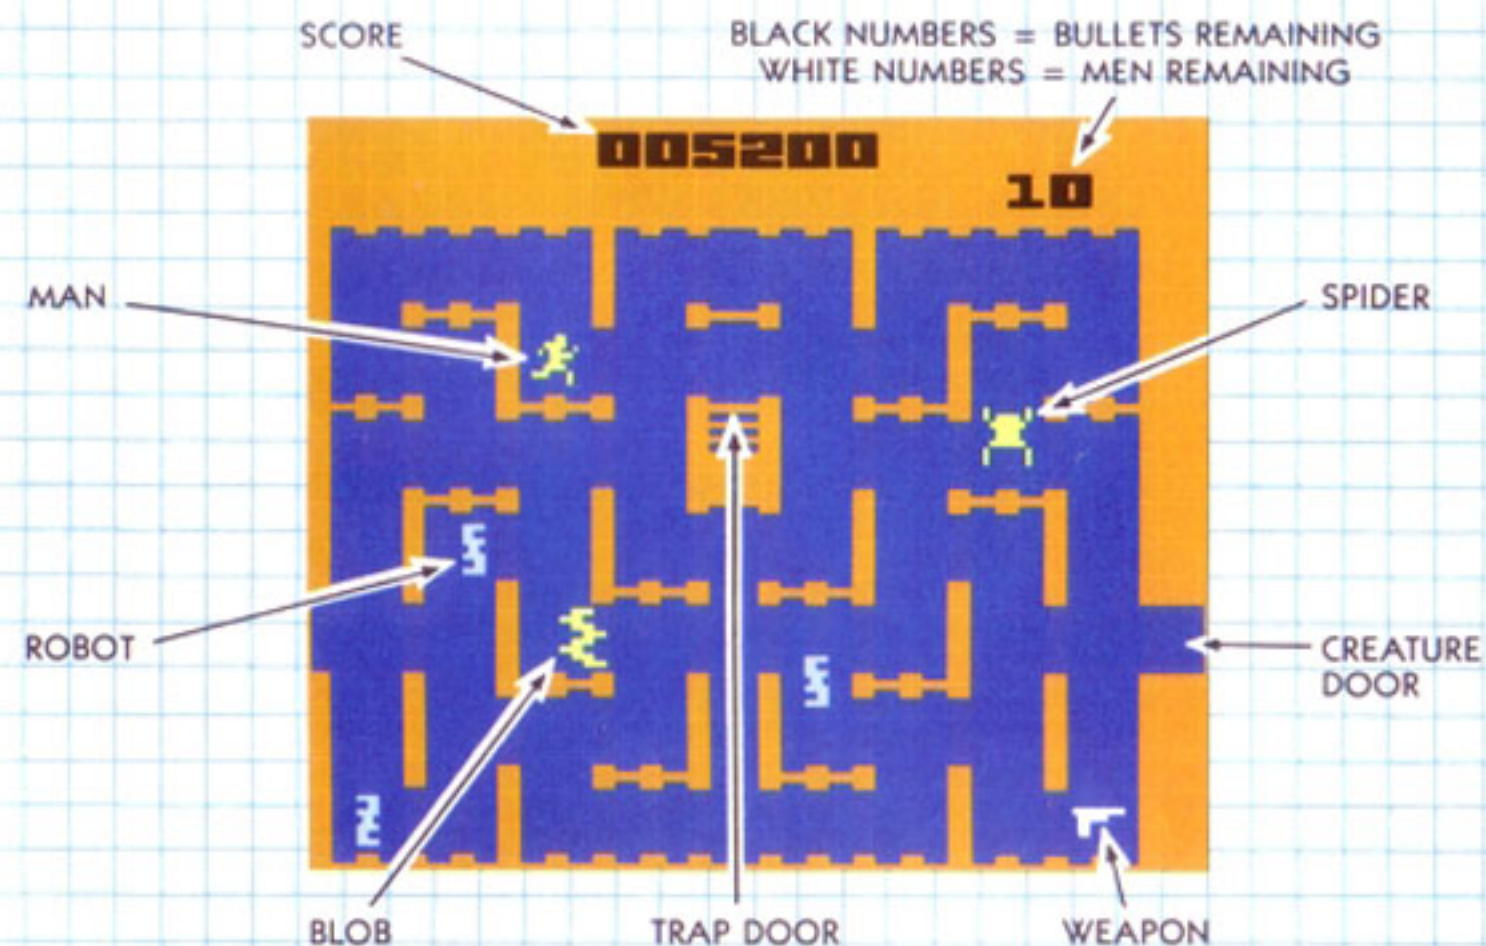 SCORE
BLACK NUMBERS = BULLETS REMAINING
WHITE NUMBERS = MEN REMAINING
005200
10
MAN
SPIDER
ROBOT
CREATURE
DOOR
BLOB
TRAP DOOR
WEAPON